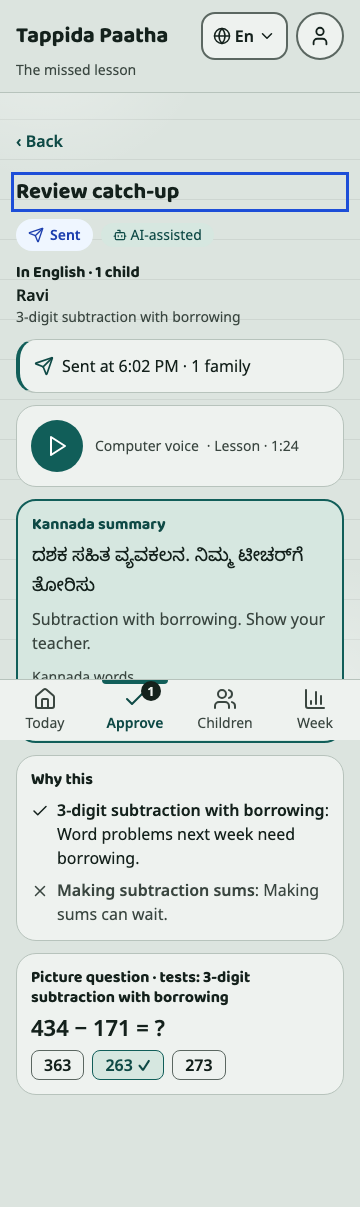 Tappida Paatha
En
The missed lesson
‹ Back
Review catch-up
Sent
AI-assisted
In English · 1 child
Ravi
3-digit subtraction with borrowing
Sent at 6:02 PM · 1 family
Computer voice · Lesson · 1:24
Kannada summary
ದಶಕ ಸಹಿತ ವ್ಯವಕಲನ. ನಿಮ್ಮ ಟೀಚರ್‌ಗೆ
ತೋರಿಸು
Subtraction with borrowing. Show your
teacher.
Kannada words
1
Today
Approve
Children
Week
Why this
3-digit subtraction with borrowing:
Word problems next week need
borrowing.
Making subtraction sums: Making
sums can wait.
Picture question · tests: 3-digit
subtraction with borrowing
434 − 171 = ?
363
263 ✓
273